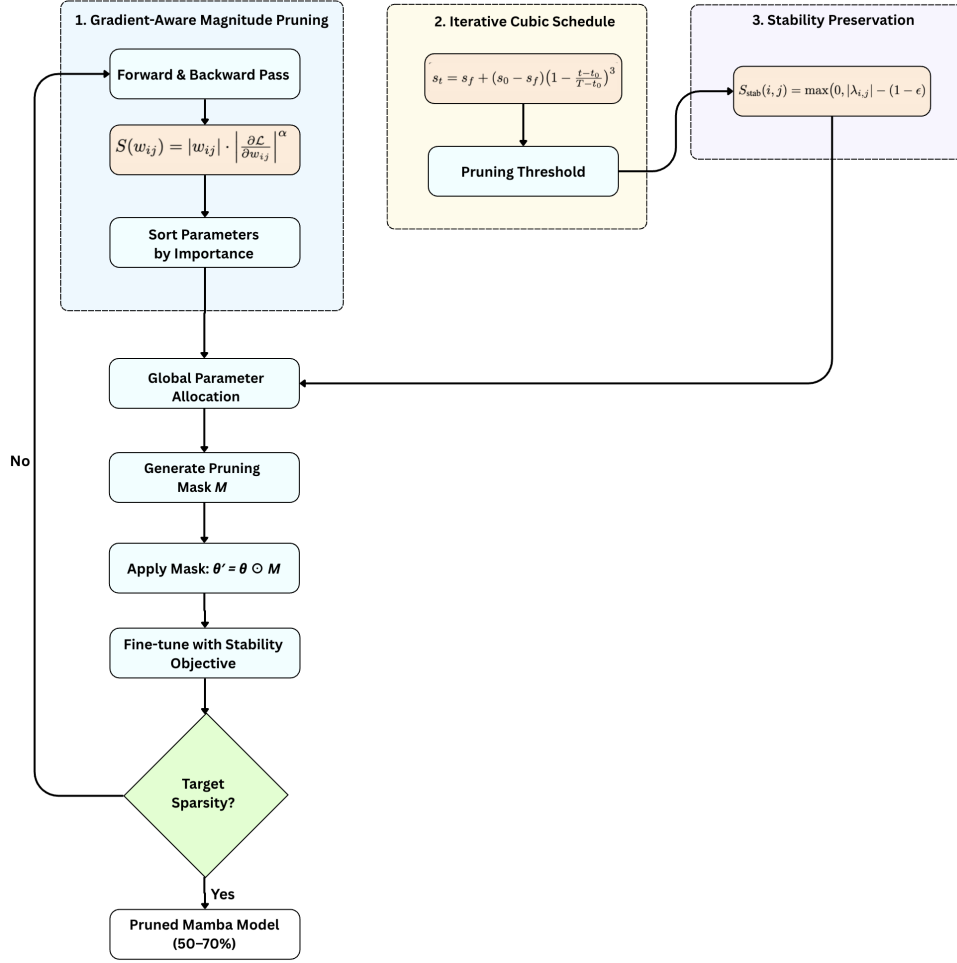 1. Gradient-Aware Magnitude Pruning
Forward & Backward Pass
S(w_{ij}) = |w_{ij}| · |∂ℒ/∂w_{ij}|^α
Sort Parameters
by Importance
2. Iterative Cubic Schedule
s_t = s_f + (s_0 − s_f)(1 − (t−t_0)/(T−t_0))^3
Pruning Threshold
3. Stability Preservation
S_{stab}(i, j) = max(0, |λ_{i,j}| − (1 − ϵ)
Global Parameter
Allocation
Generate Pruning
Mask M
Apply Mask: θ′ = θ ⊙ M
Fine-tune with Stability
Objective
Target
Sparsity?
No
Yes
Pruned Mamba Model
(50–70%)